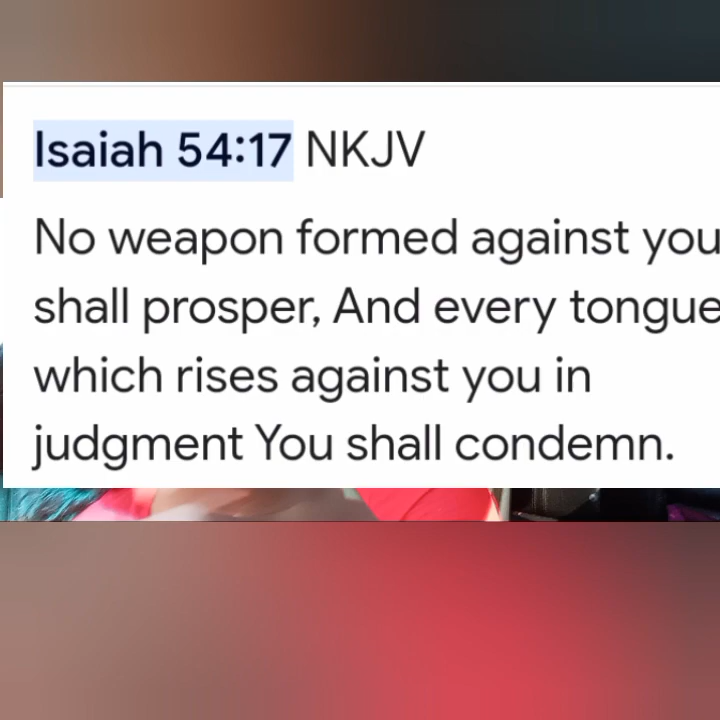 Isaiah 54:17 NKJV
No weapon formed against you
shall prosper, And every tongue
which rises against you in
judgment You shall condemn.